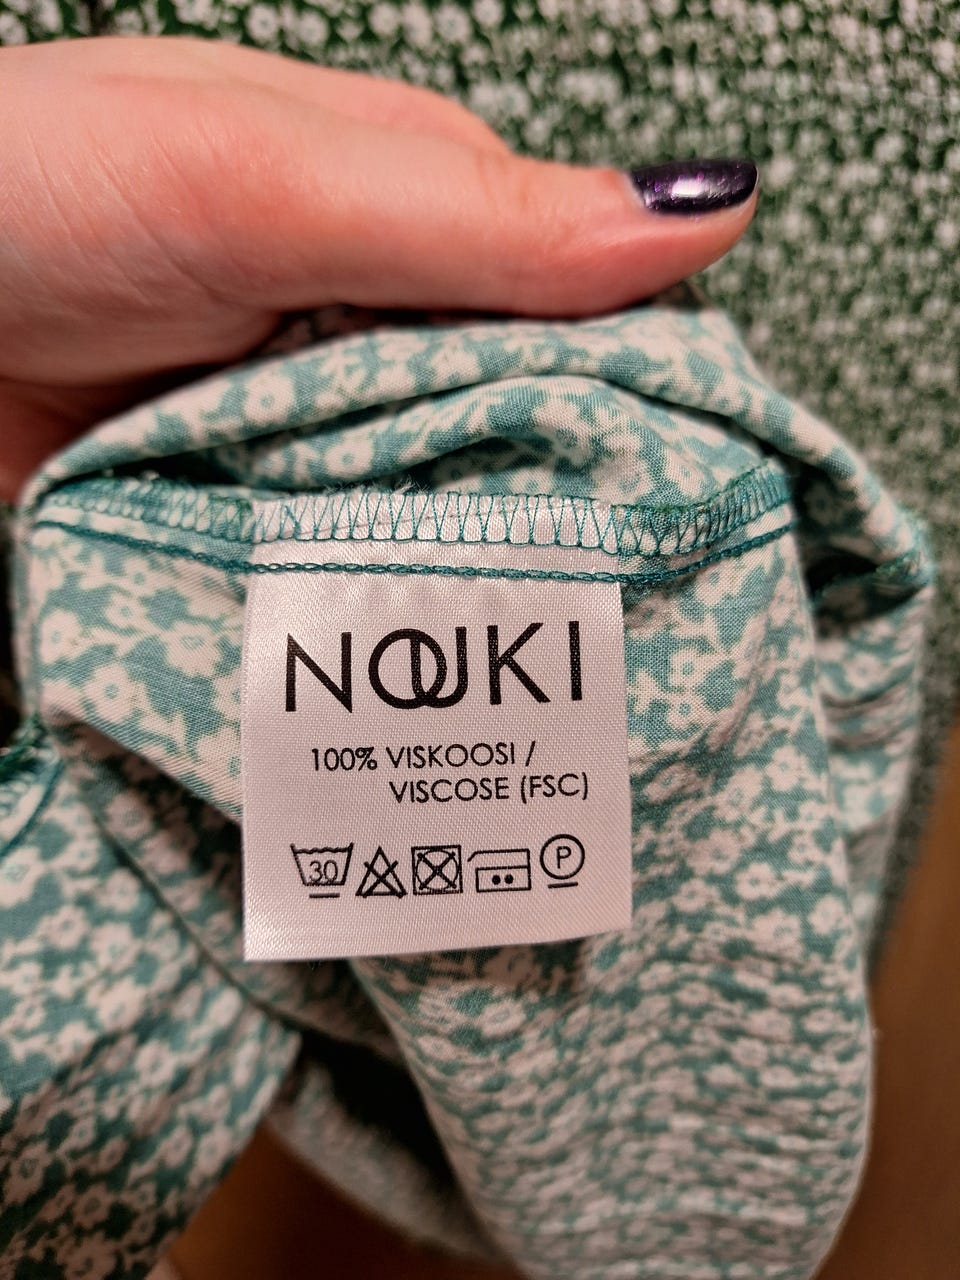 NOUKI
100% VISKOOSI /
VISCOSE (FSC)
30 P